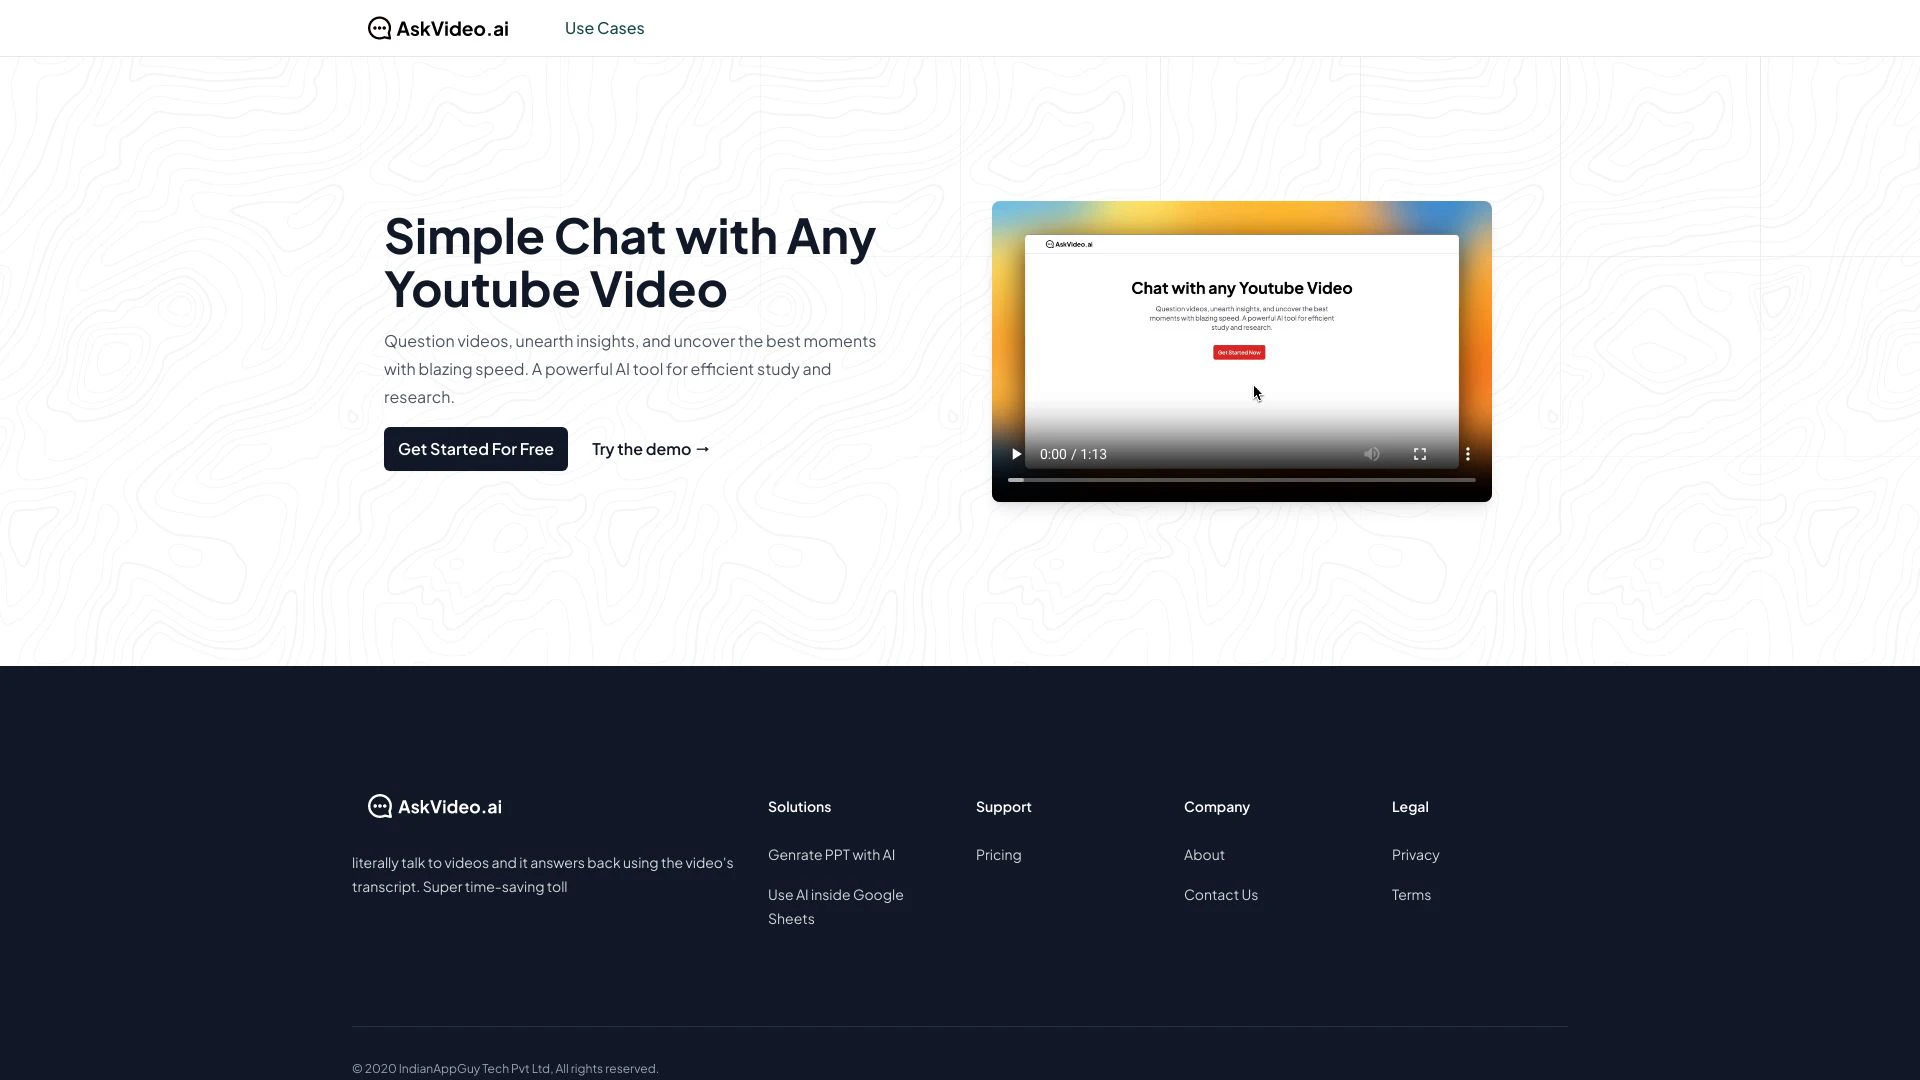 AskVideo.ai
Use Cases
Simple Chat with Any
Youtube Video
Question videos, unearth insights, and uncover the best moments
with blazing speed. A powerful AI tool for efficient study and
research.
Get Started For Free
Try the demo →
AskVideo.ai
Chat with any Youtube Video
Question videos, unearth insights, and uncover the best
moments with blazing speed. A powerful AI tool for efficient
study and research.
Get Started Now
0:00 / 1:13
AskVideo.ai
literally talk to videos and it answers back using the video's
transcript. Super time-saving toll
Solutions
Genrate PPT with AI
Use AI inside Google
Sheets
Support
Pricing
Company
About
Contact Us
Legal
Privacy
Terms
© 2020 IndianAppGuy Tech Pvt Ltd, All rights reserved.